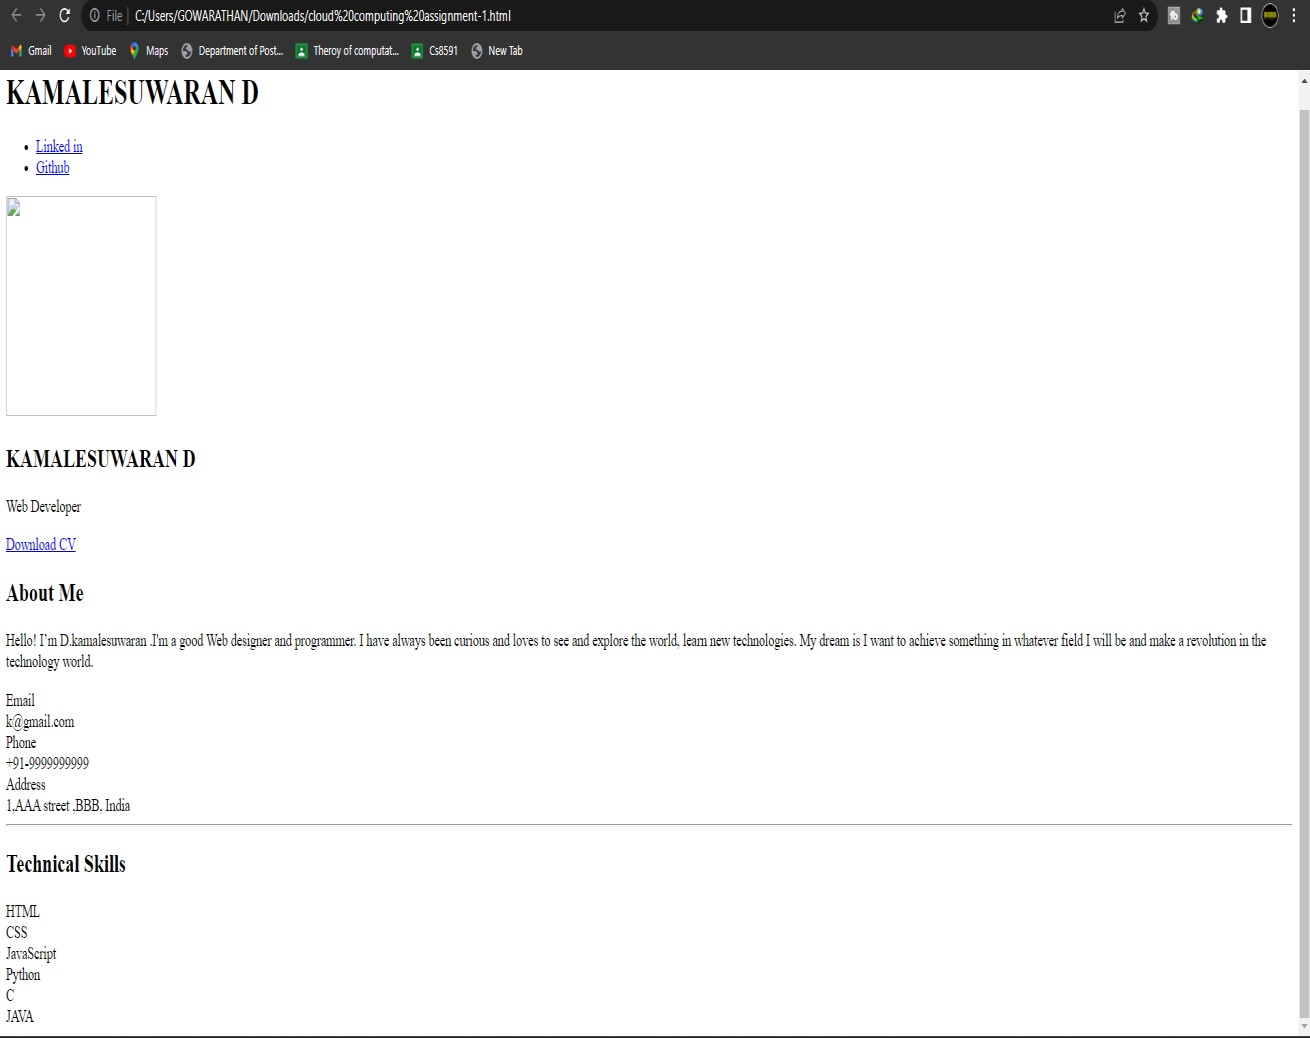 File C:/Users/GOWARATHAN/Downloads/cloud%20computing%20assignment-1.html
Gmail YouTube Maps Department of Post... Theroy of computat... Cs8591 New Tab
KAMALESUWARAN D
Linked in
Github
KAMALESUWARAN D
Web Developer
Download CV
About Me
Hello! I’m D.kamalesuwaran .I'm a good Web designer and programmer. I have always been curious and loves to see and explore the world, learn new technologies. My dream is I want to achieve something in whatever field I will be and make a revolution in the
technology world.
Email
k@gmail.com
Phone
+91-9999999999
Address
1,AAA street ,BBB, India
Technical Skills
HTML
CSS
JavaScript
Python
C
JAVA